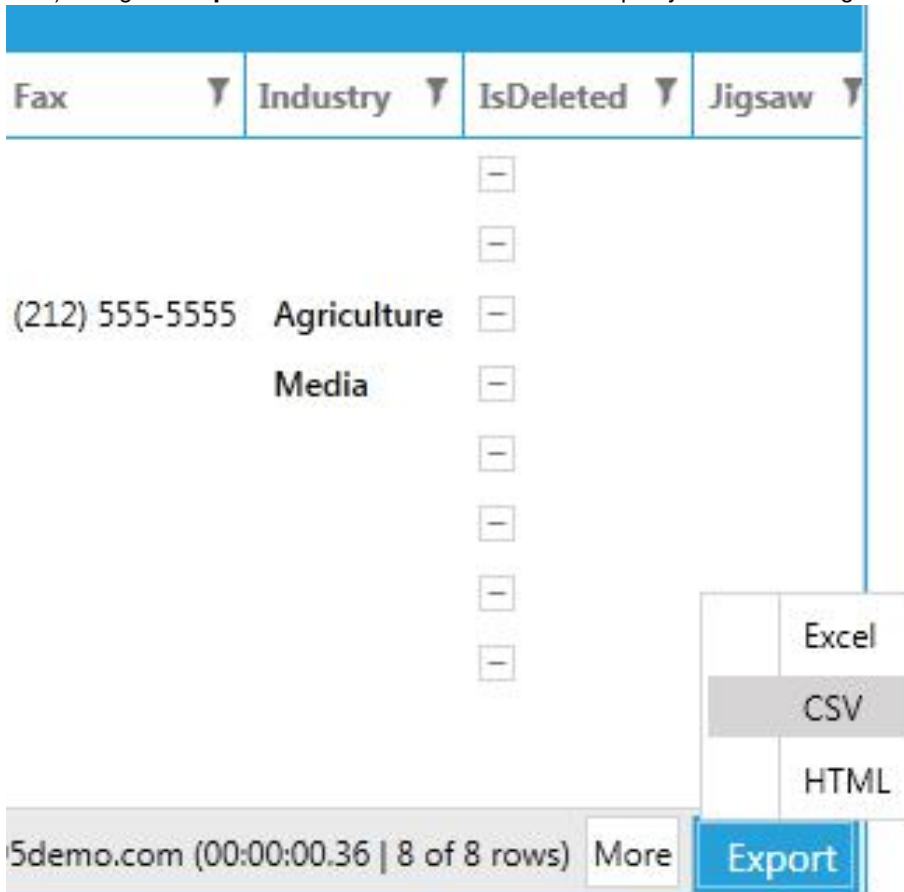 Fax Industry IsDeleted Jigsaw
(212) 555-5555 Agriculture
Media
Excel
CSV
HTML
5demo.com (00:00:00.36 | 8 of 8 rows) More Export